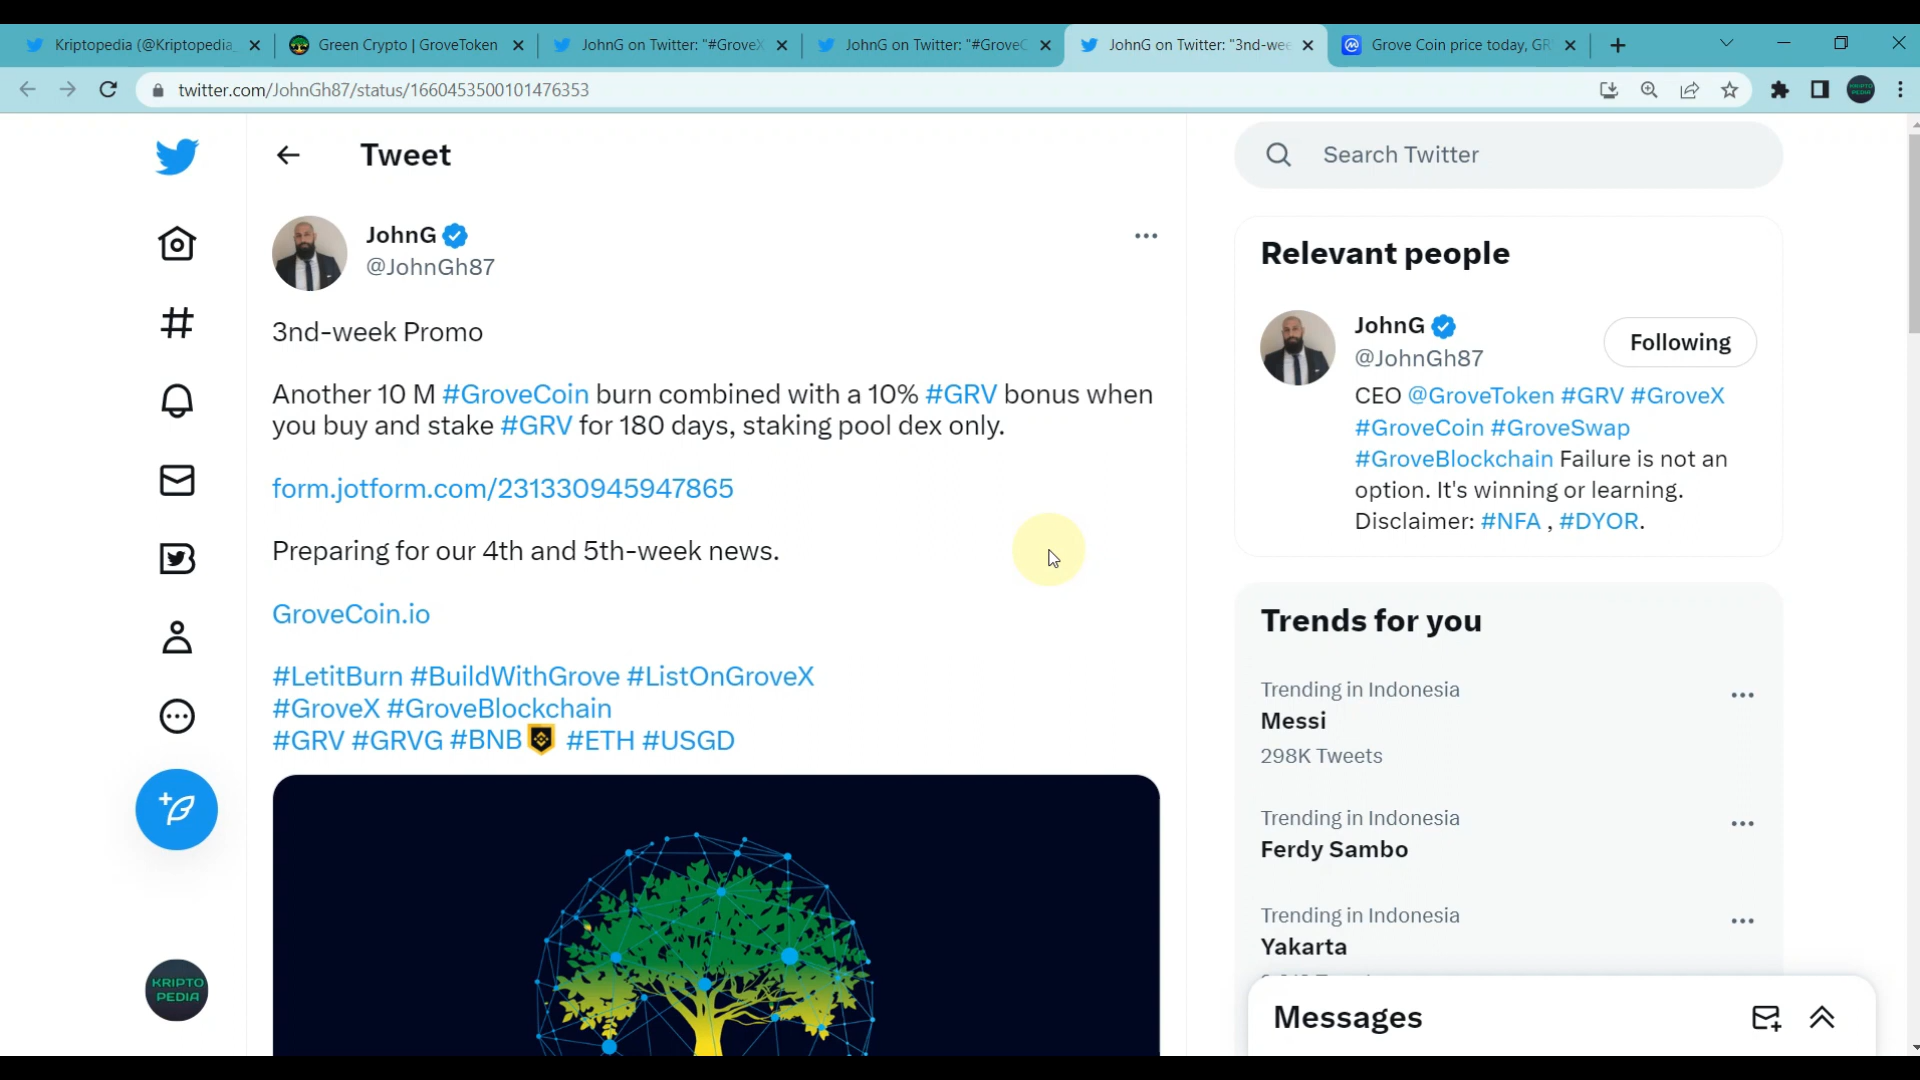 Kriptopedia (@Kriptopedia_
Green Crypto | GroveToken
JohnG on Twitter: "#GroveX
JohnG on Twitter: "#GroveC
JohnG on Twitter: "3nd-wee
Grove Coin price today, GR
twitter.com/JohnGh87/status/1660453500101476353
Tweet
JohnG
@JohnGh87
3nd-week Promo
Another 10 M #GroveCoin burn combined with a 10% #GRV bonus when
you buy and stake #GRV for 180 days, staking pool dex only.
form.jotform.com/231330945947865
Preparing for our 4th and 5th-week news.
GroveCoin.io
#LetitBurn #BuildWithGrove #ListOnGroveX
#GroveX #GroveBlockchain
#GRV #GRVG #BNB #ETH #USGD
KRIPTO
PEDIA
Search Twitter
Relevant people
JohnG
@JohnGh87
Following
CEO @GroveToken #GRV #GroveX
#GroveCoin #GroveSwap
#GroveBlockchain Failure is not an
option. It's winning or learning.
Disclaimer: #NFA , #DYOR.
Trends for you
Trending in Indonesia
Messi
298K Tweets
Trending in Indonesia
Ferdy Sambo
Trending in Indonesia
Yakarta
Messages